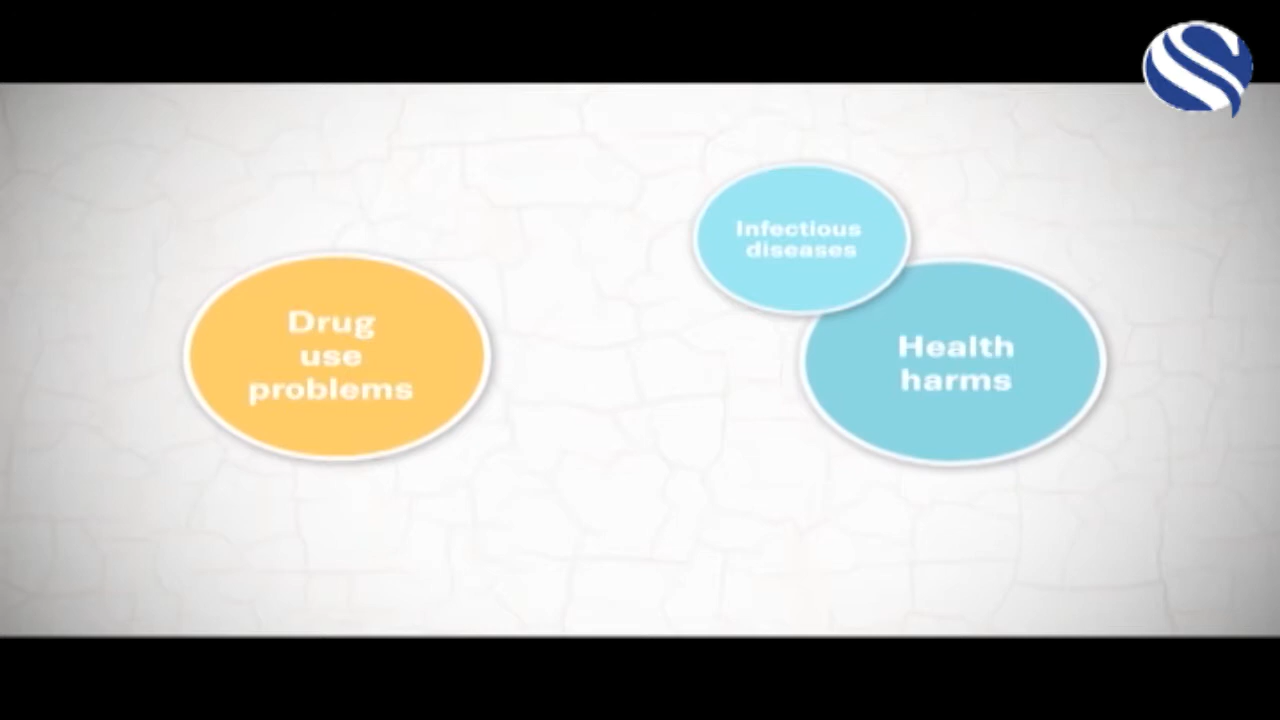 Drug
use
problems
Infectious
diseases
Health
harms